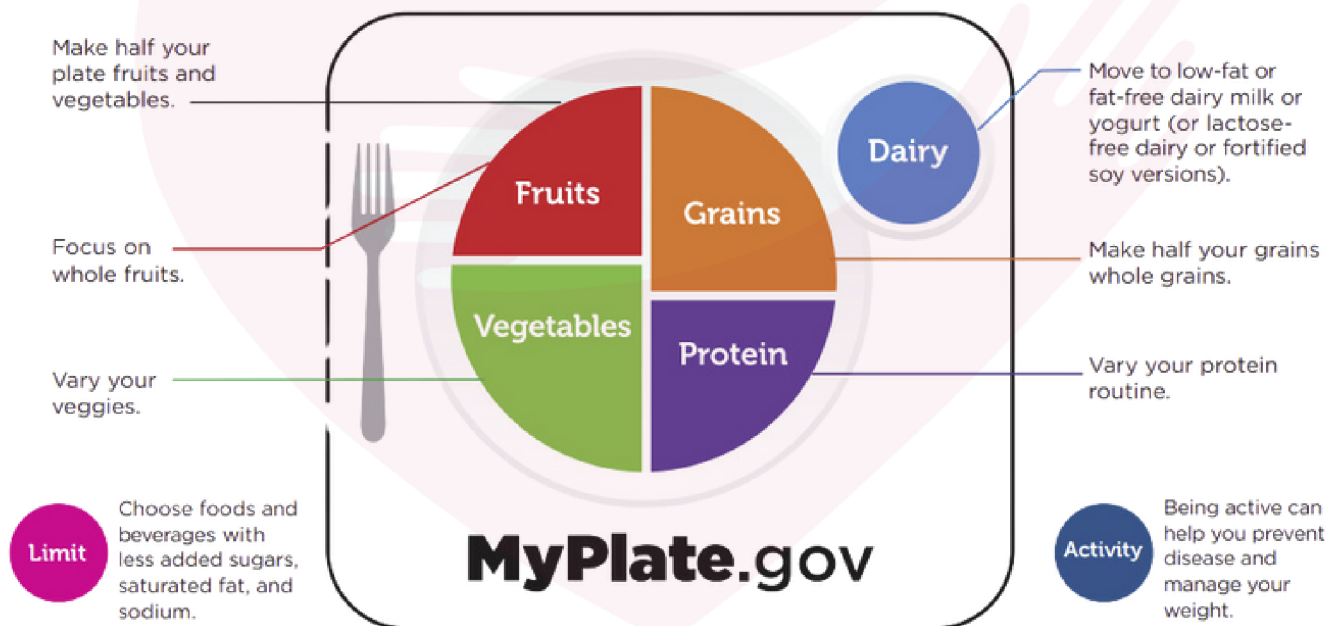 Make half your
plate fruits and
vegetables.
Focus on
whole fruits.
Vary your
veggies.
Fruits
Grains
Vegetables
Protein
Dairy
Move to low-fat or
fat-free dairy milk or
yogurt (or lactose-
free dairy or fortified
soy versions).
Make half your grains
whole grains.
Vary your protein
routine.
Limit
Choose foods and
beverages with
less added sugars,
saturated fat, and
sodium.
MyPlate.gov
Activity
Being active can
help you prevent
disease and
manage your
weight.